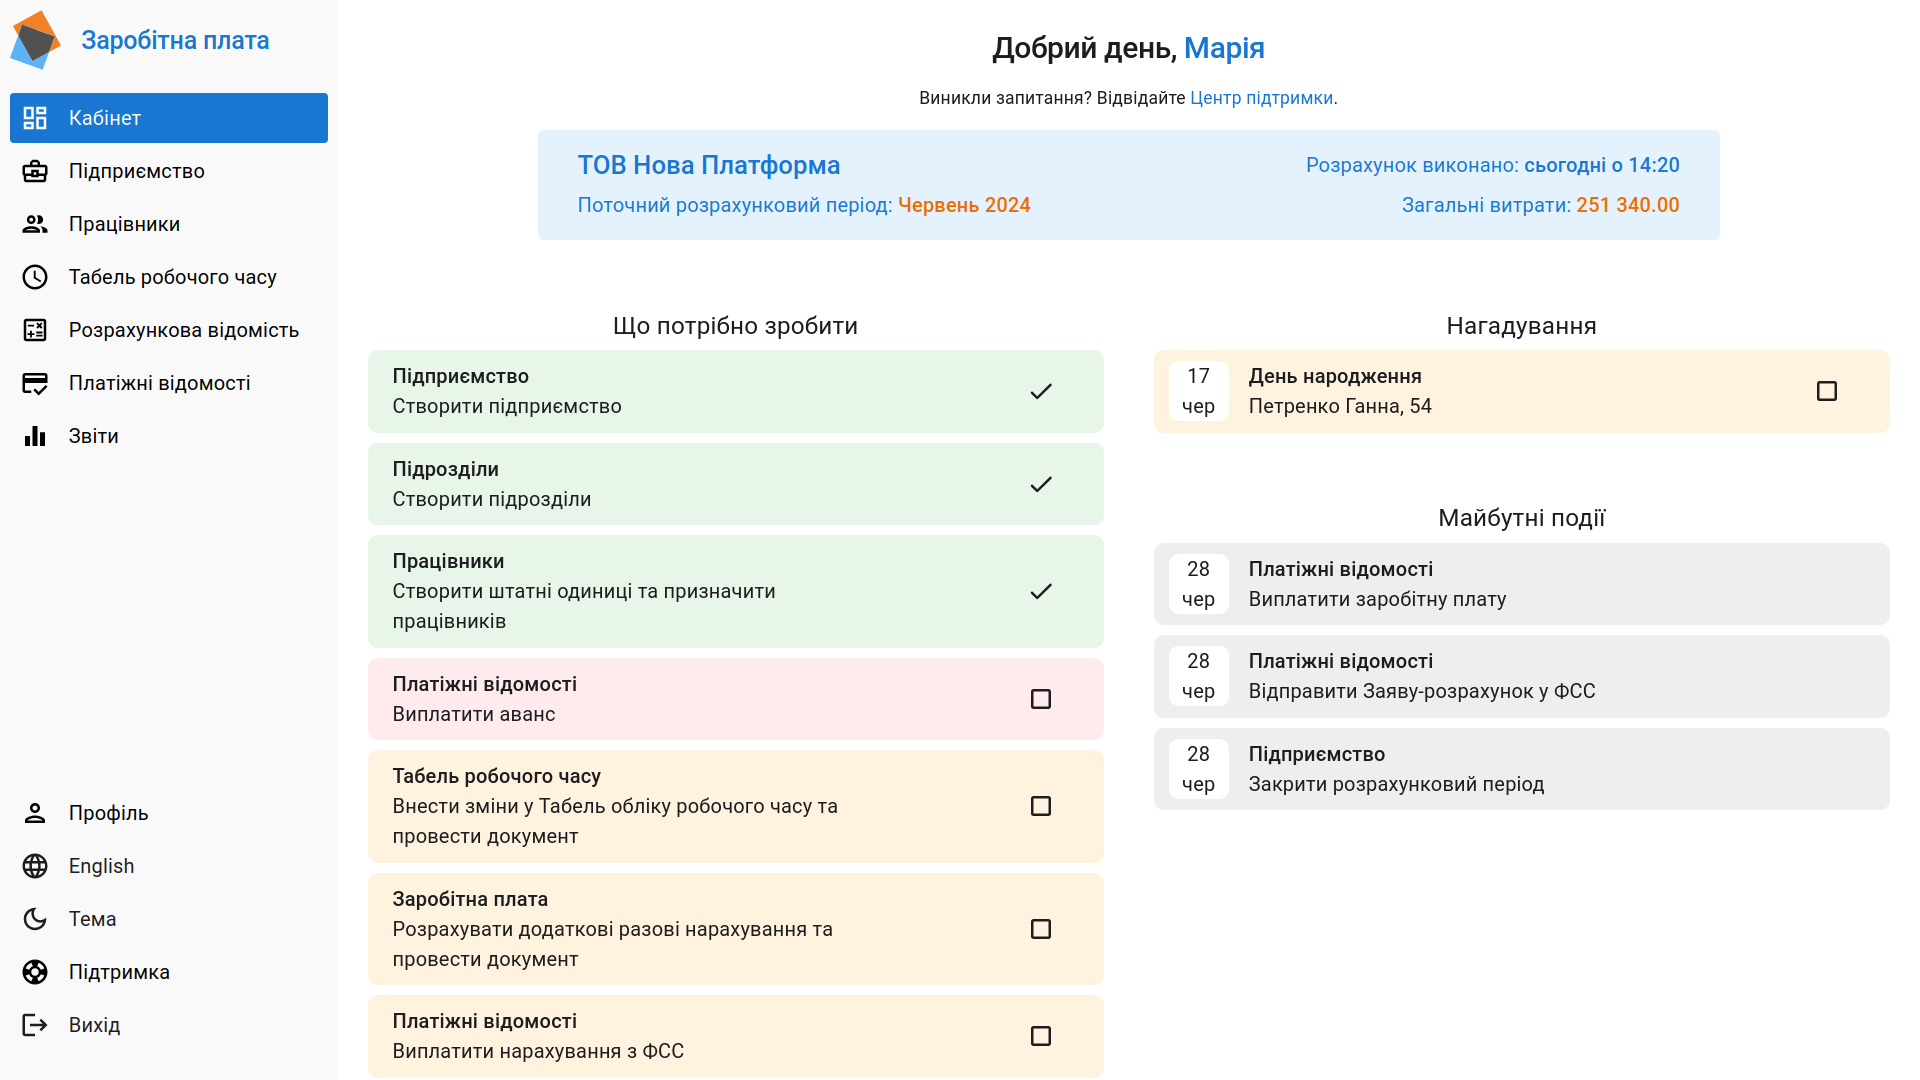 Заробітна плата
Кабінет
Підприємство
Працівники
Табель робочого часу
Розрахункова відомість
Платіжні відомості
Звіти
Профіль
English
Тема
Підтримка
Вихід
Добрий день, Марія
Виникли запитання? Відвідайте Центр підтримки.
ТОВ Нова Платформа
Розрахунок виконано: сьогодні о 14:20
Поточний розрахунковий період: Червень 2024
Загальні витрати: 251 340.00
Що потрібно зробити
Підприємство
Створити підприємство
Підрозділи
Створити підрозділи
Працівники
Створити штатні одиниці та призначити
працівників
Платіжні відомості
Виплатити аванс
Табель робочого часу
Внести зміни у Табель обліку робочого часу та
провести документ
Заробітна плата
Розрахувати додаткові разові нарахування та
провести документ
Платіжні відомості
Виплатити нарахування з ФСС
Нагадування
17
чер
День народження
Петренко Ганна, 54
Майбутні події
28
чер
Платіжні відомості
Виплатити заробітну плату
28
чер
Платіжні відомості
Відправити Заяву-розрахунок у ФСС
28
чер
Підприємство
Закрити розрахунковий період